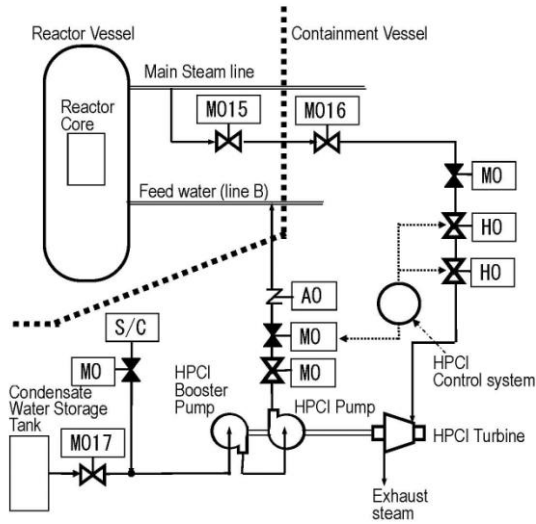 Reactor Vessel
Containment Vessel
Main Steam line
Reactor
Core
MO15
MO16
MO
Feed water (line B)
HO
HO
AO
S/C
MO
MO
MO
HPCI
Control system
HPCI
Booster
Pump
Condensate
Water Storage
Tank
HPCI Pump
MO17
HPCI Turbine
Exhaust
steam